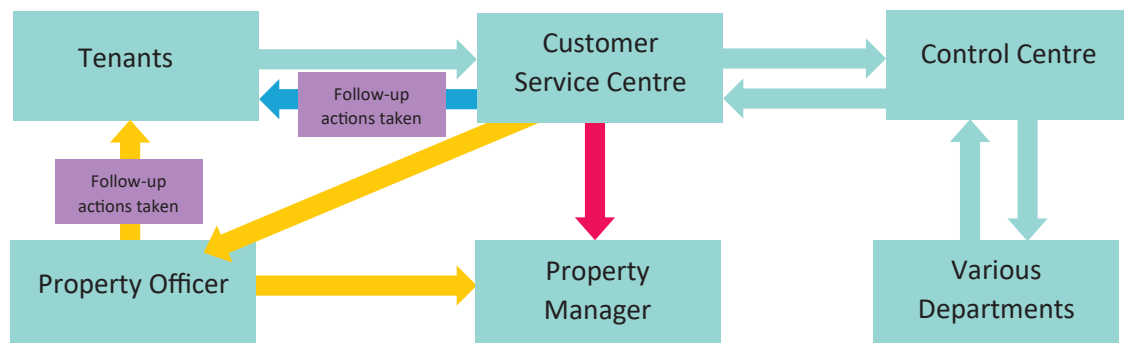 Tenants
Customer
Service Centre
Control Centre
Follow-up
actions taken
Follow-up
actions taken
Property Officer
Property
Manager
Various
Departments